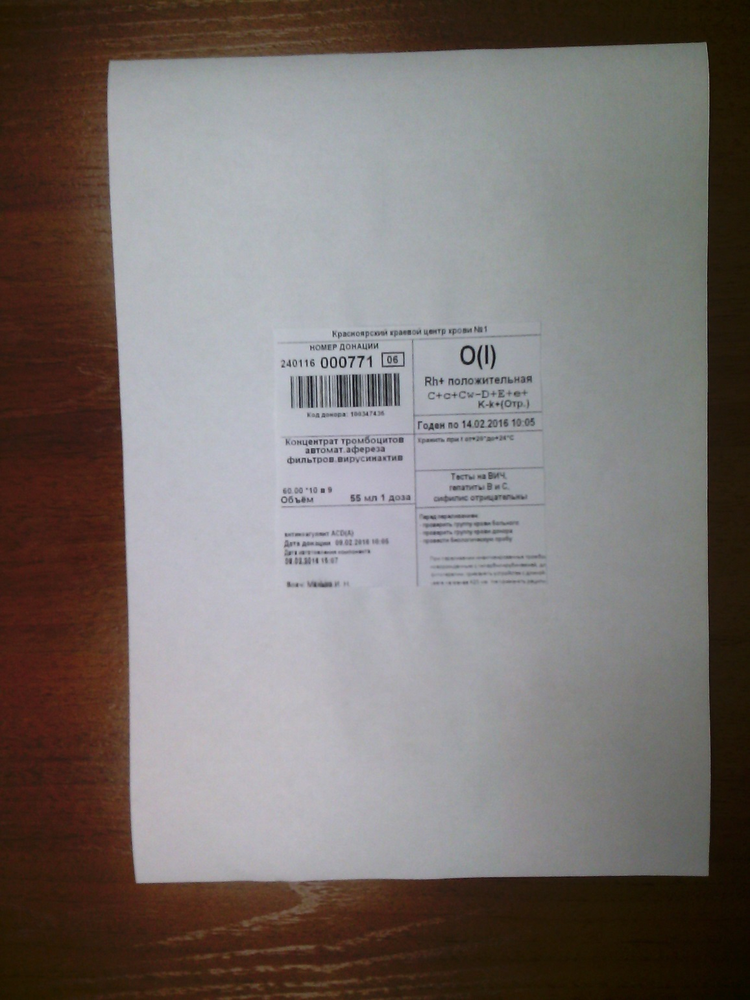 Красноярский краевой центр крови №1
НОМЕР ДОНАЦИИ
240116 000771 06
Код донора: 100347436
O(I)
Rh+ положительная
C+c+Cw-D+E+e+
K-k+(Отр.)
Годен по 14.02.2016 10:05
Концентрат тромбоцитов
автомат.афереза
фильтров.вирусинактив
60.00 *10 в 9
Объём 55 мл 1 доза
Хранить при t от+20°до+24°C
Тесты на ВИЧ,
гепатиты B и C,
сифилис отрицательны
антикоагулянт ACD(A)
Дата донации 09.02.2016 10:05
Дата изготовления компонента
09.02.2016 15:07
Врач И. Н.
Перед переливанием:
- проверить группу крови больного
- проверить группу крови донора
- провести биологическую пробу
При переливании